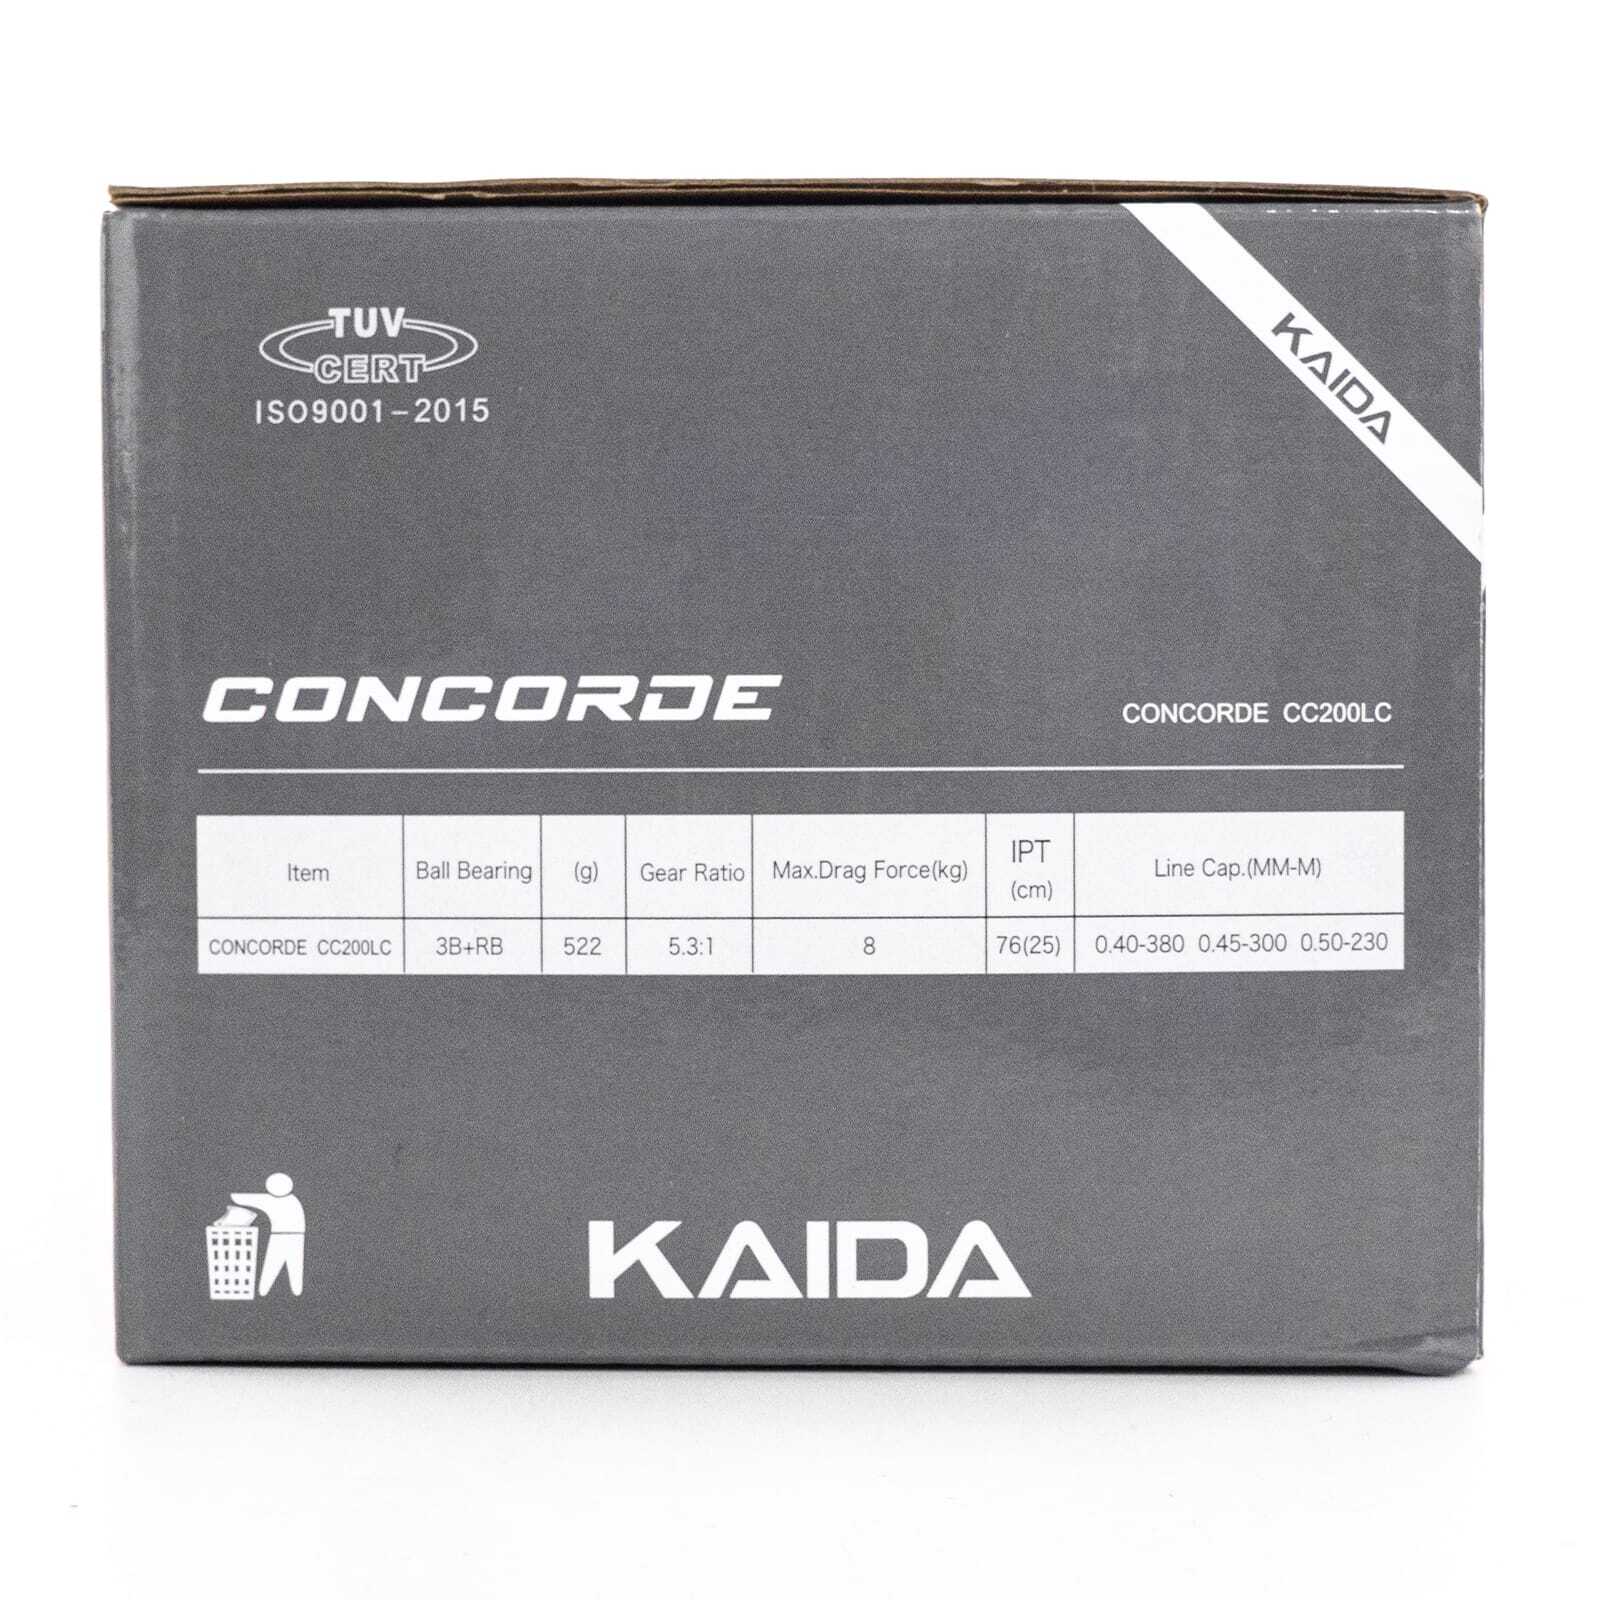 TUV
CERT
ISO9001-2015
KAIDA
CONCORDE
CONCORDE CC200LC
Item Ball Bearing (g) Gear Ratio Max.Drag Force(kg) IPT (cm) Line Cap.(MM-M)
CONCORDE CC200LC 3B+RB 522 5.3:1 8 76(25) 0.40-380 0.45-300 0.50-230
KAIDA